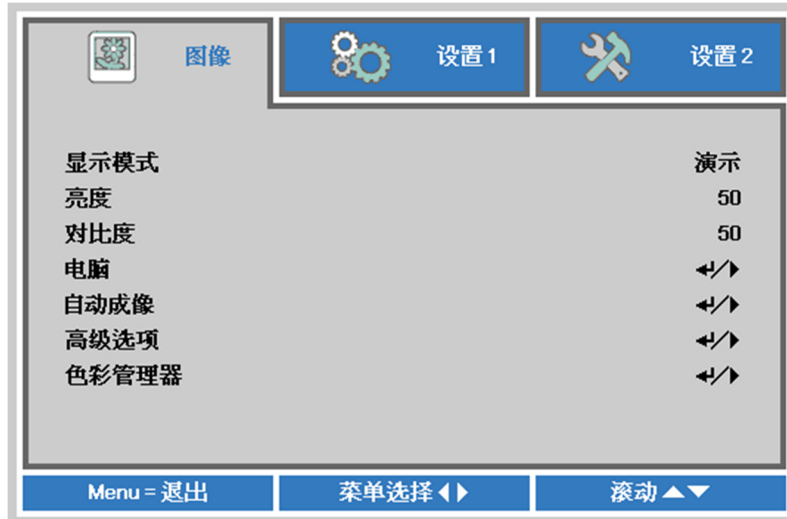 图像 设置1 设置2
显示模式 演示
亮度 50
对比度 50
电脑
自动成像
高级选项
色彩管理器
Menu = 退出 菜单选择 滚动